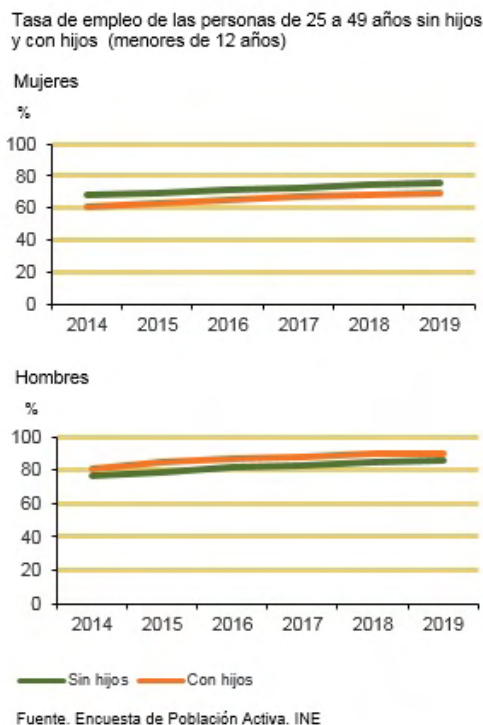 Tasa de empleo de las personas de 25 a 49 años sin hijos
y con hijos (menores de 12 años)
Mujeres
%
100
80
60
40
20
0
2014 2015 2016 2017 2018 2019
Hombres
%
100
80
60
40
20
0
2014 2015 2016 2017 2018 2019
Sin hijos Con hijos
Fuente. Encuesta de Población Activa. INE